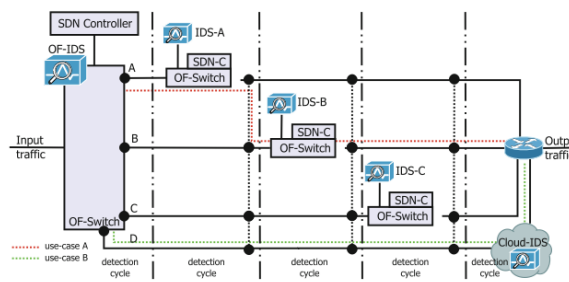 SDN Controller
OF-IDS
IDS-A
A
SDN-C
OF-Switch
IDS-B
B
SDN-C
OF-Switch
Input
traffic
Outp
traffi
IDS-C
SDN-C
OF-Switch
C
OF-Switch
D
Cloud-IDS
use-case A
use-case B
detection
cycle
detection
cycle
detection
cycle
detection
cycle
detection
cycle